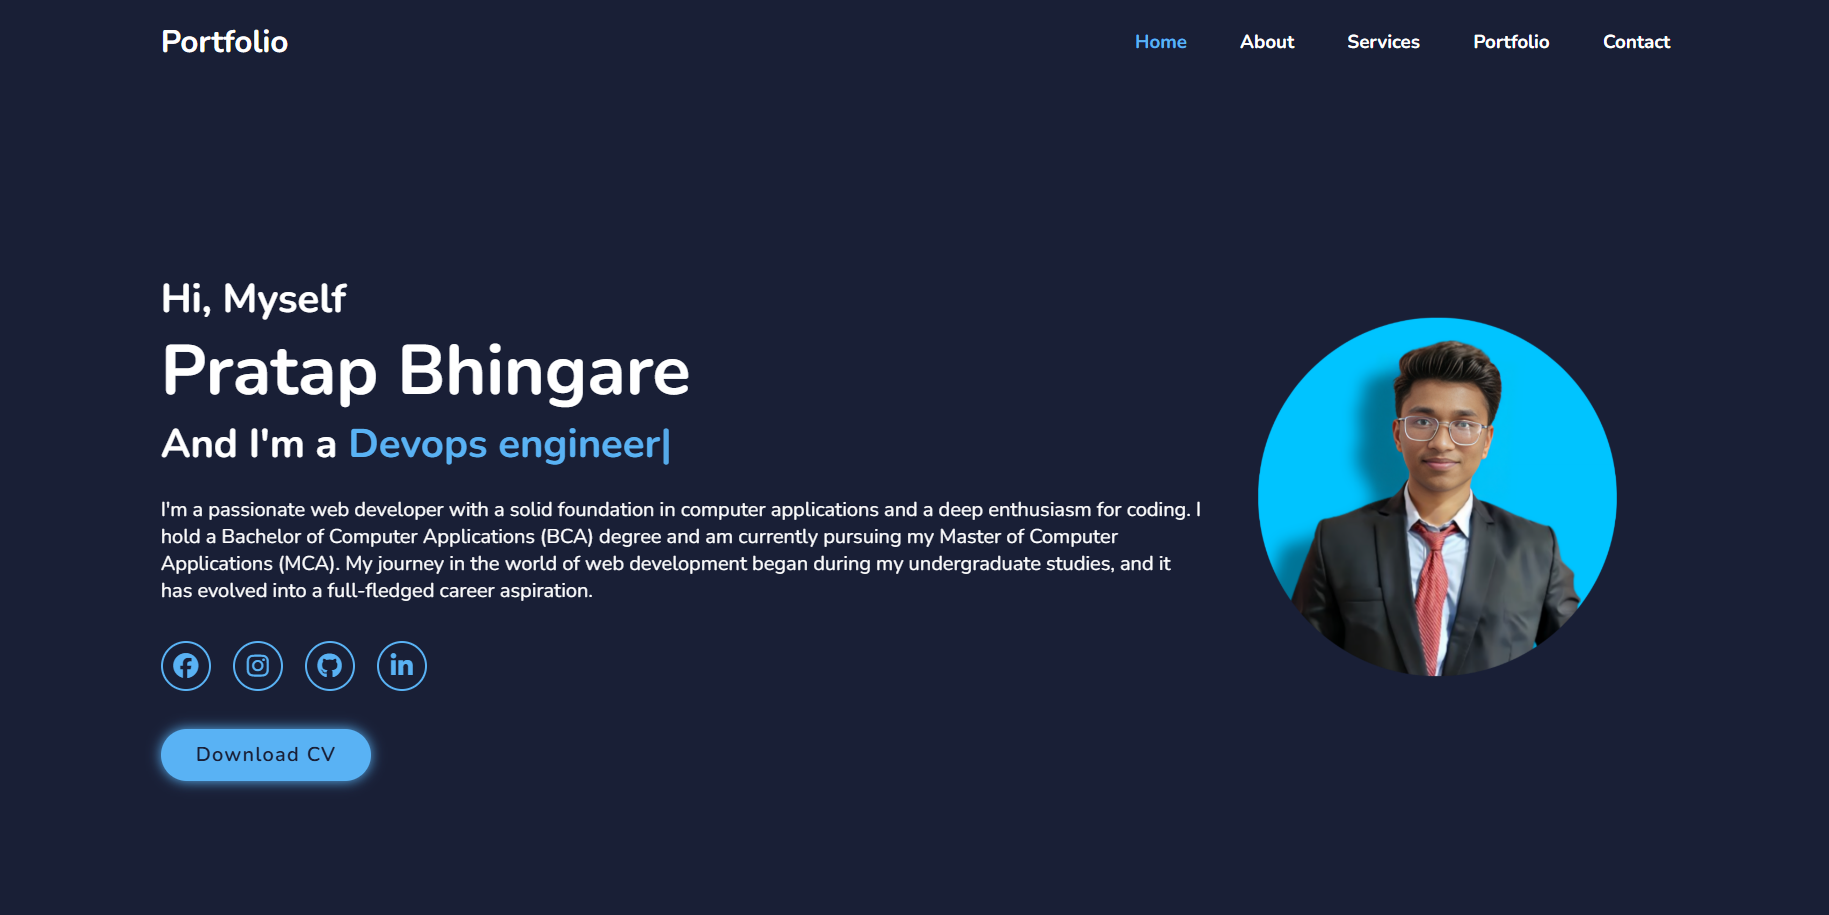 Portfolio
Home About Services Portfolio Contact
Hi, Myself
Pratap Bhingare
And I'm a Devops engineer|
I'm a passionate web developer with a solid foundation in computer applications and a deep enthusiasm for coding. I
hold a Bachelor of Computer Applications (BCA) degree and am currently pursuing my Master of Computer
Applications (MCA). My journey in the world of web development began during my undergraduate studies, and it
has evolved into a full-fledged career aspiration.
Download CV